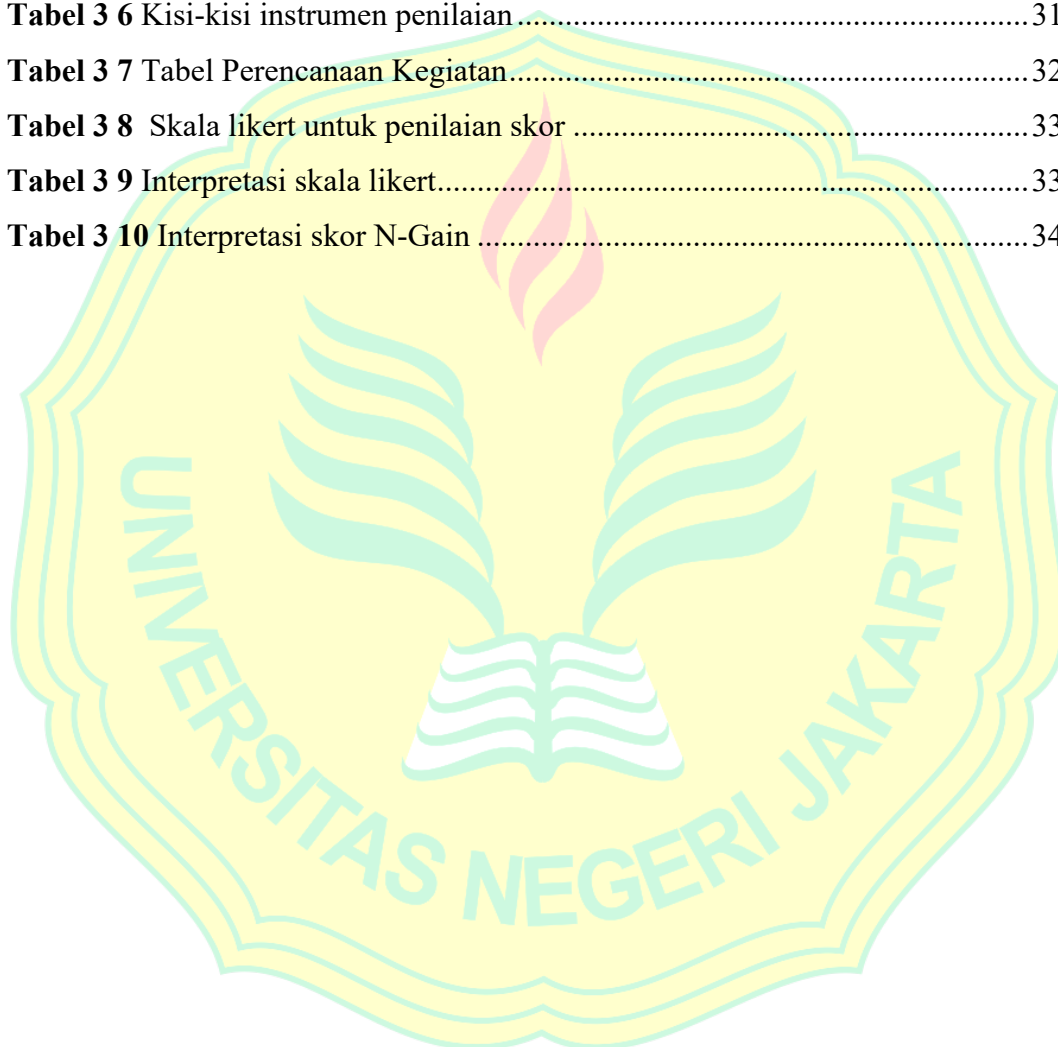 Tabel 3 6 Kisi-kisi instrumen penilaian ........................ 31
Tabel 3 7 Tabel Perencanaan Kegiatan ........................ 32
Tabel 3 8 Skala likert untuk penilaian skor ........................ 33
Tabel 3 9 Interpretasi skala likert ........................ 33
Tabel 3 10 Interpretasi skor N-Gain ........................ 34
UNIVERSITAS NEGERI JAKARTA